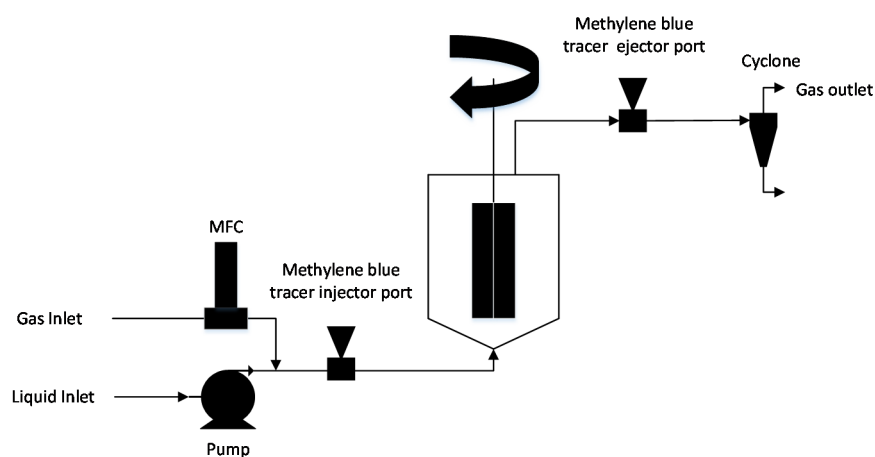 Methylene blue
tracer ejector port
Cyclone
Gas outlet
MFC
Methylene blue
tracer injector port
Gas Inlet
Liquid Inlet
Pump